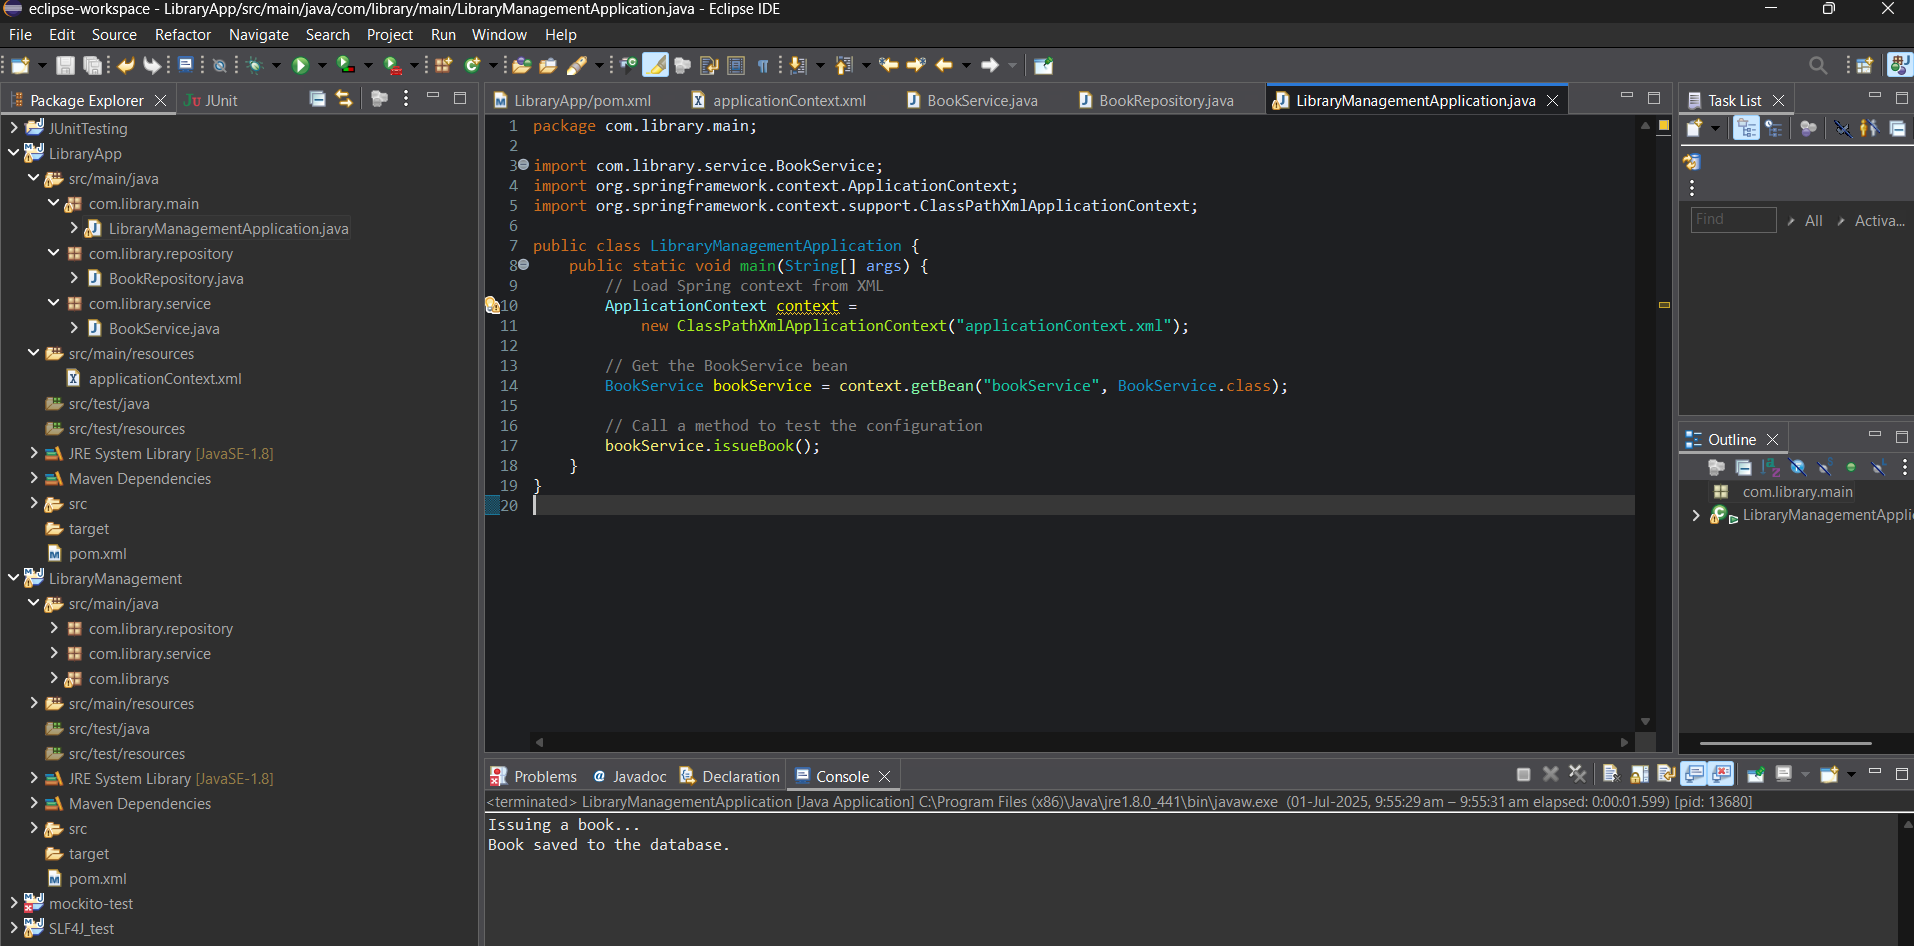 eclipse-workspace - LibraryApp/src/main/java/com/library/main/LibraryManagementApplication.java - Eclipse IDE
File Edit Source Refactor Navigate Search Project Run Window Help
Package Explorer
JUnit
JUnitTesting
LibraryApp
src/main/java
com.library.main
LibraryManagementApplication.java
com.library.repository
BookRepository.java
com.library.service
BookService.java
src/main/resources
applicationContext.xml
src/test/java
src/test/resources
JRE System Library [JavaSE-1.8]
Maven Dependencies
src
target
pom.xml
LibraryManagement
src/main/java
com.library.repository
com.library.service
com.librarys
src/main/resources
src/test/java
src/test/resources
JRE System Library [JavaSE-1.8]
Maven Dependencies
src
target
pom.xml
mockito-test
SLF4J_test
LibraryApp/pom.xml
applicationContext.xml
BookService.java
BookRepository.java
LibraryManagementApplication.java
1 package com.library.main;
2
3 import com.library.service.BookService;
4 import org.springframework.context.ApplicationContext;
5 import org.springframework.context.support.ClassPathXmlApplicationContext;
6
7 public class LibraryManagementApplication {
8 public static void main(String[] args) {
9 // Load Spring context from XML
10 ApplicationContext context =
11 new ClassPathXmlApplicationContext("applicationContext.xml");
12
13 // Get the BookService bean
14 BookService bookService = context.getBean("bookService", BookService.class);
15
16 // Call a method to test the configuration
17 bookService.issueBook();
18 }
19 }
20
Task List
Find
All
Activa...
Outline
com.library.main
LibraryManagementAppli
Problems
Javadoc
Declaration
Console
<terminated> LibraryManagementApplication [Java Application] C:\Program Files (x86)\Java\jre1.8.0_441\bin\javaw.exe (01-Jul-2025, 9:55:29 am – 9:55:31 am elapsed: 0:00:01.599) [pid: 13680]
Issuing a book...
Book saved to the database.